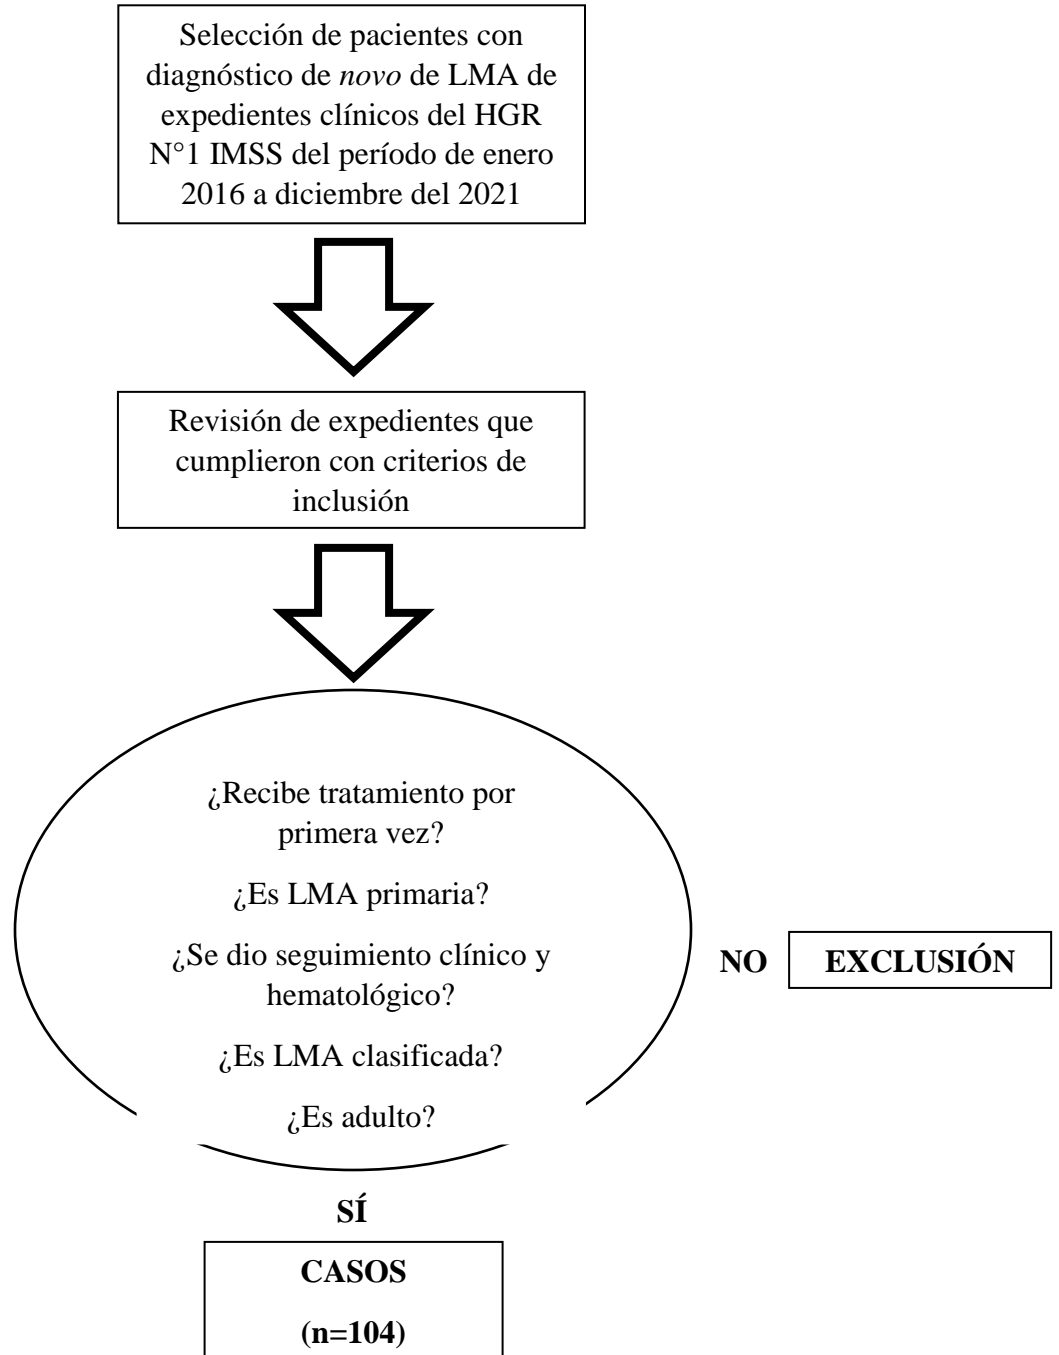 Selección de pacientes con
diagnóstico de novo de LMA de
expedientes clínicos del HGR
N°1 IMSS del período de enero
2016 a diciembre del 2021
Revisión de expedientes que
cumplieron con criterios de
inclusión
¿Recibe tratamiento por
primera vez?
¿Es LMA primaria?
¿Se dio seguimiento clínico y
hematológico?
¿Es LMA clasificada?
¿Es adulto?
NO
EXCLUSIÓN
SÍ
CASOS
(n=104)